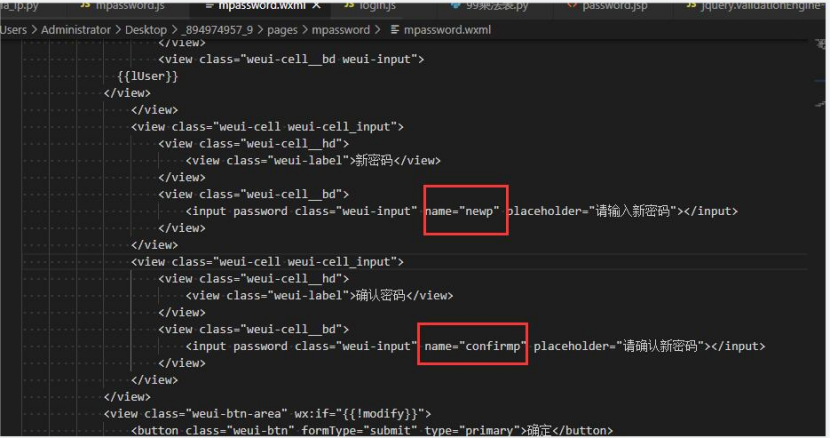 mpassword.js mpassword.wxml × login.js 99乘法表.py password.jsp jquery.validationEngine-
Users > Administrator > Desktop > _894974957_9 > pages > mpassword > mpassword.wxml
</view>
<view class="weui-cell__bd weui-input">
{{lUser}}
</view>
</view>
<view class="weui-cell weui-cell_input">
<view class="weui-cell__hd">
<view class="weui-label">新密码</view>
</view>
<view class="weui-cell__bd">
<input password class="weui-input" name="newp" placeholder="请输入新密码"></input>
</view>
</view>
<view class="weui-cell weui-cell_input">
<view class="weui-cell__hd">
<view class="weui-label">确认密码</view>
</view>
<view class="weui-cell__bd">
<input password class="weui-input" name="confirmp" placeholder="请确认新密码"></input>
</view>
</view>
</view>
<view class="weui-btn-area" wx:if="{{!modify}}">
<button class="weui-btn" formType="submit" type="primary">确定</button>